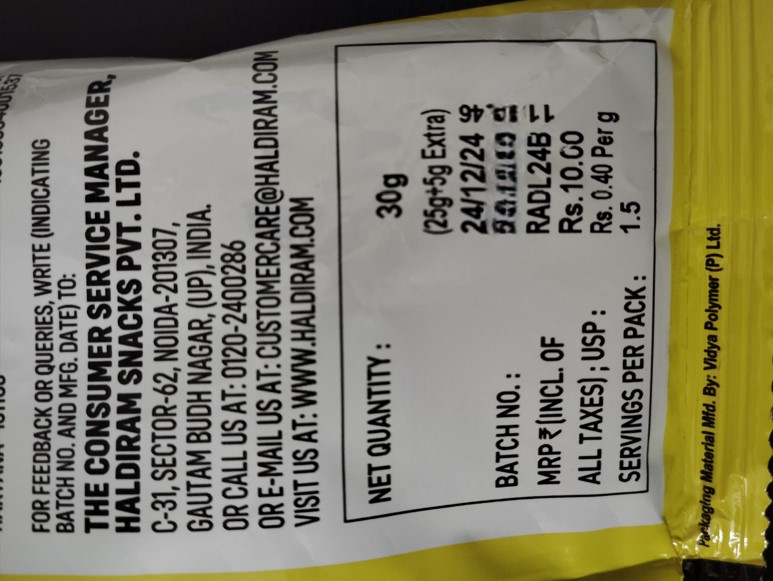 FOR FEEDBACK OR QUERIES, WRITE (INDICATING
BATCH NO. AND MFG. DATE) TO:
THE CONSUMER SERVICE MANAGER,
HALDIRAM SNACKS PVT. LTD.
C-31, SECTOR-62, NOIDA-201307,
GAUTAM BUDH NAGAR, (UP), INDIA.
OR CALL US AT: 0120-2400286
OR E-MAIL US AT: CUSTOMERCARE@HALDIRAM.COM
VISIT US AT: WWW.HALDIRAM.COM
NET QUANTITY : 30g
(25g+5g Extra)
24/12/24
BATCH NO. : RADL24B
MRP ₹ (INCL. OF Rs.10.00
ALL TAXES) ; USP : Rs. 0.40 Per g
SERVINGS PER PACK : 1.5
Packaging Material Mfd. By: Vidya Polymer (P) Ltd.